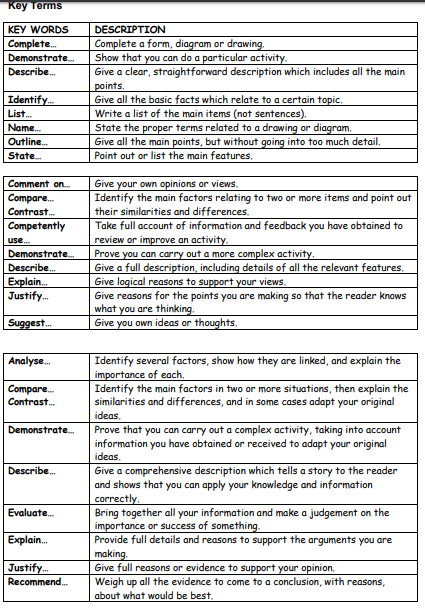 Key Terms
KEY WORDS DESCRIPTION
Complete… Complete a form, diagram or drawing.
Demonstrate… Show that you can do a particular activity.
Describe… Give a clear, straightforward description which includes all the main
points.
Identify… Give all the basic facts which relate to a certain topic.
List… Write a list of the main items (not sentences).
Name… State the proper terms related to a drawing or diagram.
Outline… Give all the main points, but without going into too much detail.
State… Point out or list the main features.
Comment on… Give your own opinions or views.
Compare… Identify the main factors relating to two or more items and point out
Contrast… their similarities and differences.
Competently Take full account of information and feedback you have obtained to
use… review or improve an activity.
Demonstrate… Prove you can carry out a more complex activity.
Describe… Give a full description, including details of all the relevant features.
Explain… Give logical reasons to support your views.
Justify… Give reasons for the points you are making so that the reader knows
what you are thinking.
Suggest… Give you own ideas or thoughts.
Analyse… Identify several factors, show how they are linked, and explain the
importance of each.
Compare… Identify the main factors in two or more situations, then explain the
Contrast… similarities and differences, and in some cases adapt your original
ideas.
Demonstrate… Prove that you can carry out a complex activity, taking into account
information you have obtained or received to adapt your original
ideas.
Describe… Give a comprehensive description which tells a story to the reader
and shows that you can apply your knowledge and information
correctly.
Evaluate… Bring together all your information and make a judgement on the
importance or success of something.
Explain… Provide full details and reasons to support the arguments you are
making.
Justify… Give full reasons or evidence to support your opinion.
Recommend… Weigh up all the evidence to come to a conclusion, with reasons,
about what would be best.